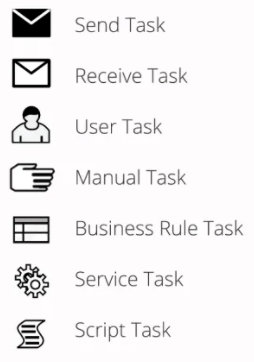 Send Task
Receive Task
User Task
Manual Task
Business Rule Task
Service Task
Script Task